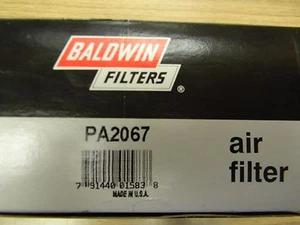 BALDWIN
FILTERS
®
PA2067
air
filter
7 91440 01583 8
MADE IN U.S.A.